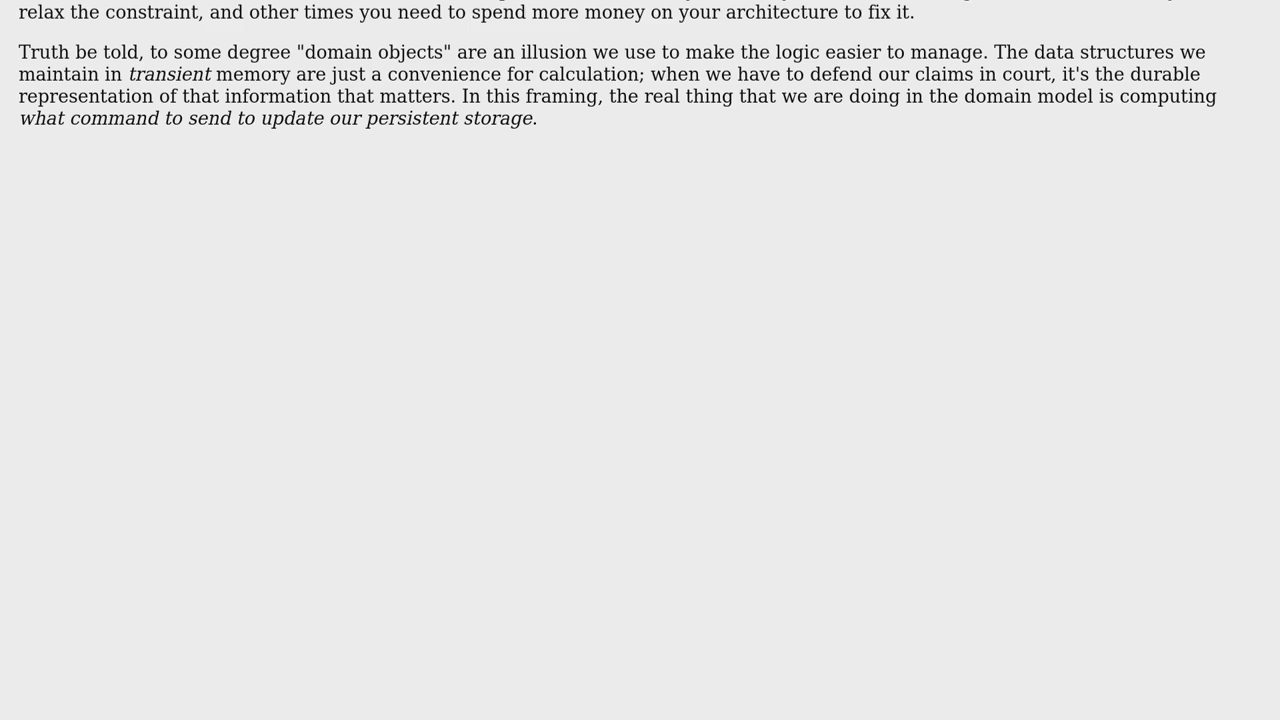 relax the constraint, and other times you need to spend more money on your architecture to fix it.
Truth be told, to some degree "domain objects" are an illusion we use to make the logic easier to manage. The data structures we
maintain in transient memory are just a convenience for calculation; when we have to defend our claims in court, it's the durable
representation of that information that matters. In this framing, the real thing that we are doing in the domain model is computing
what command to send to update our persistent storage.